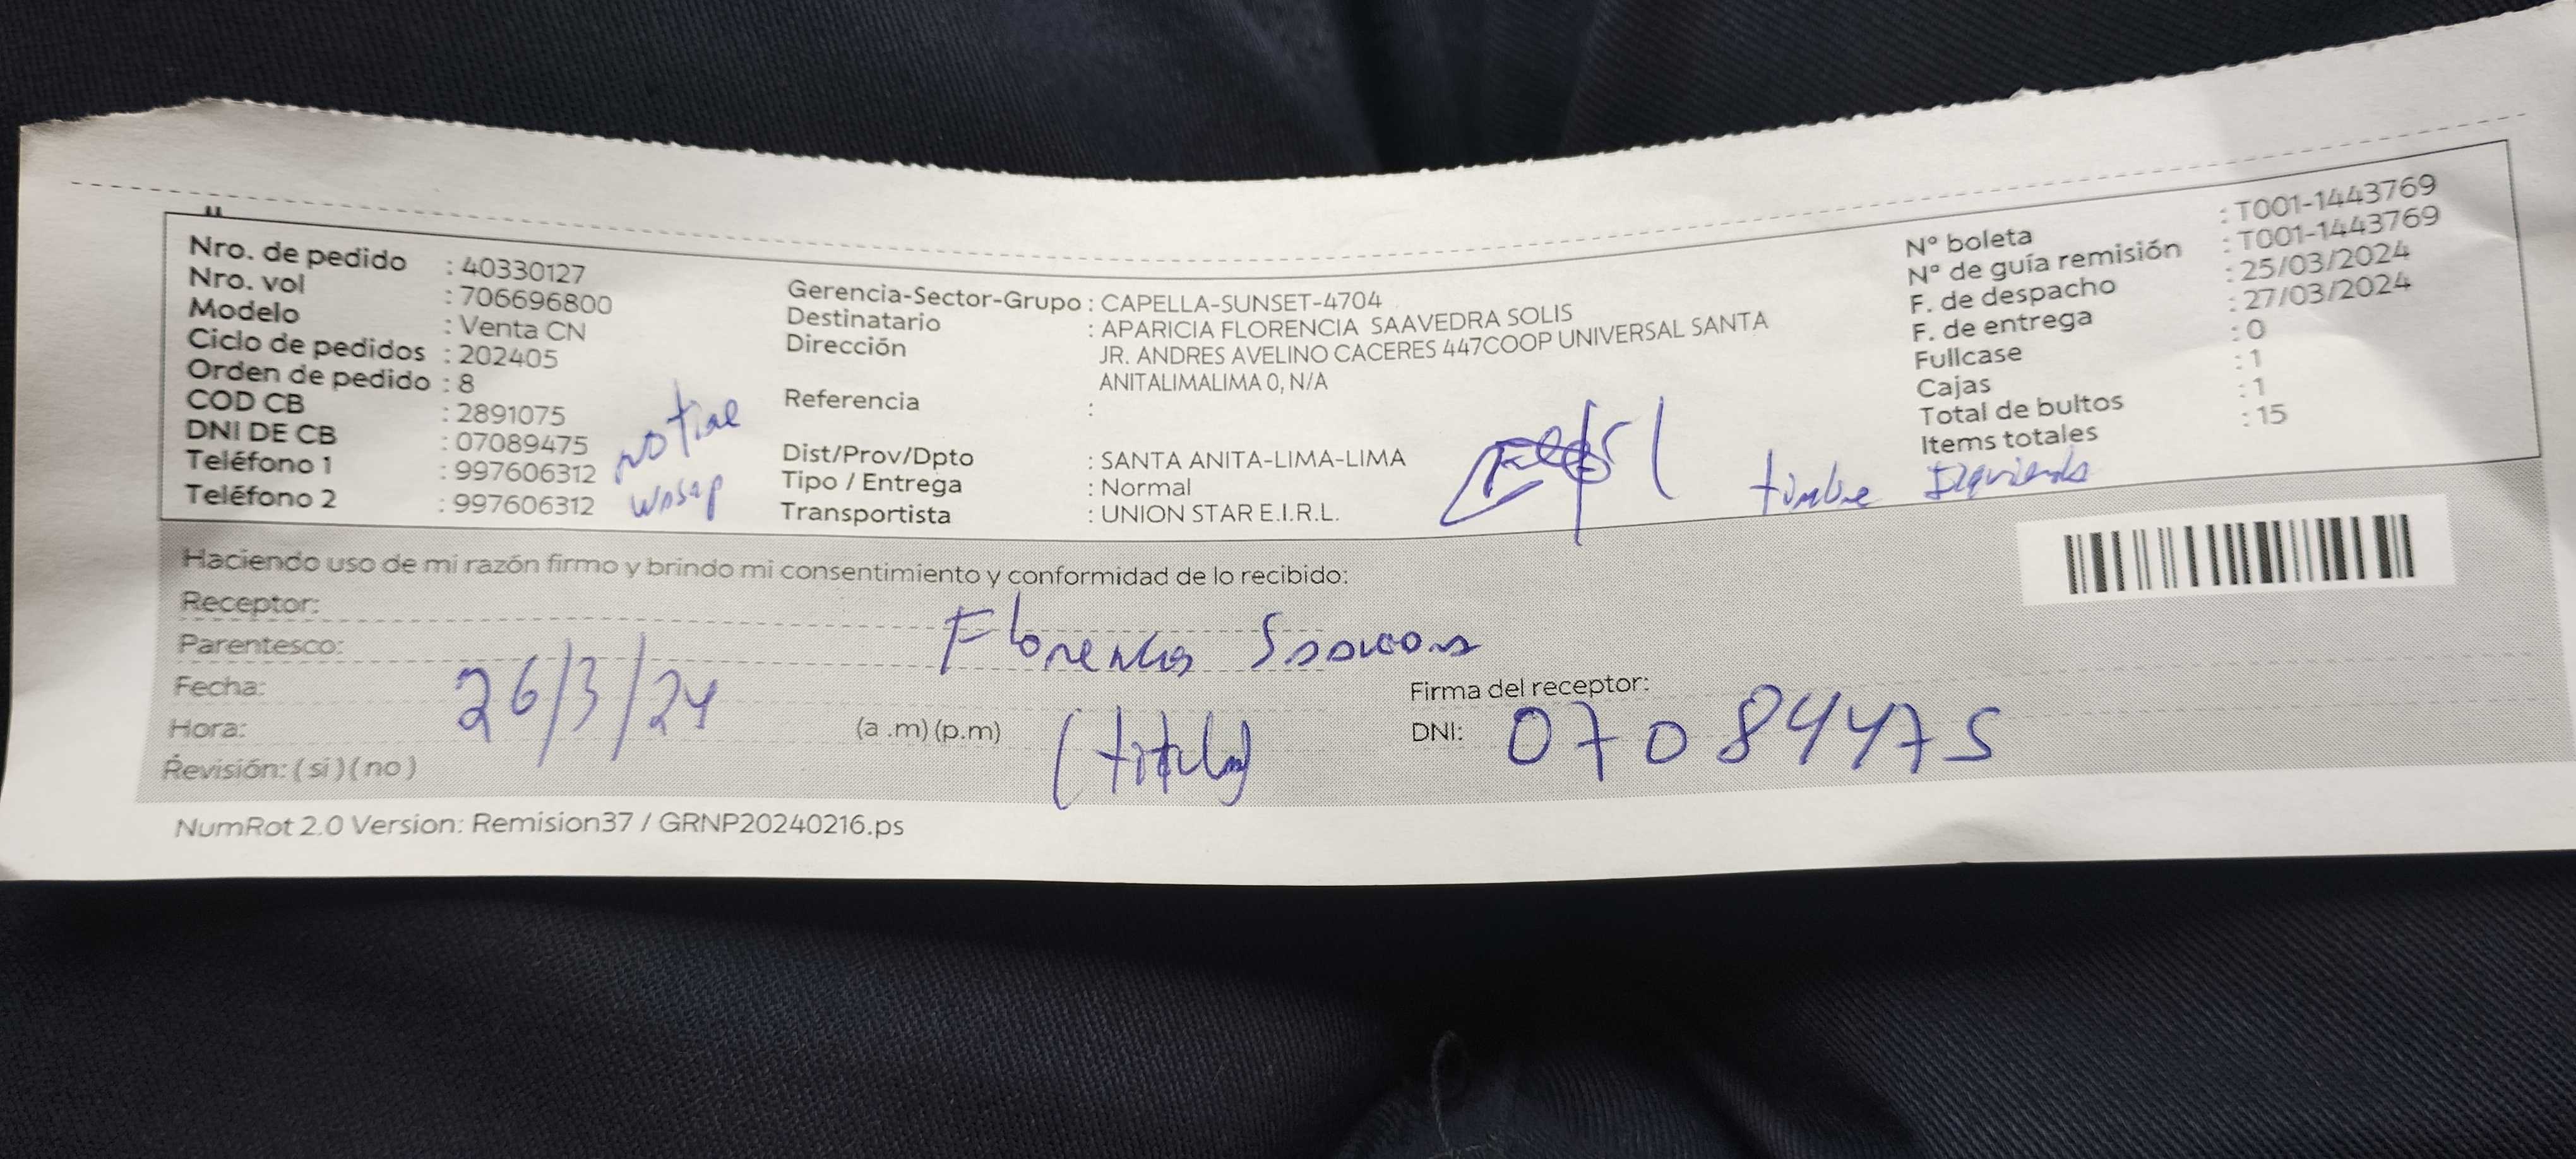 Nro. de pedido : 40330127
Nro. vol : 706696800
Modelo : Venta CN
Ciclo de pedidos : 202405
Orden de pedido : 8
COD CB : 2891075
DNI DE CB : 07089475
Teléfono 1 : 997606312
Teléfono 2 : 997606312
no tine
wasap
Gerencia-Sector-Grupo : CAPELLA-SUNSET-4704
Destinatario : APARICIA FLORENCIA SAAVEDRA SOLIS
Dirección : JR. ANDRES AVELINO CACERES 447COOP UNIVERSAL SANTA
ANITALIMALIMA 0, N/A
Referencia :
Dist/Prov/Dpto : SANTA ANITA-LIMA-LIMA
Tipo / Entrega : Normal
Transportista : UNION STAR E.I.R.L.
N° boleta : T001-1443769
N° de guía remisión : T001-1443769
F. de despacho : 25/03/2024
F. de entrega : 27/03/2024
Fullcase : 0
Cajas : 1
Total de bultos : 1
Items totales : 15
timbre Izquierda
Haciendo uso de mi razón firmo y brindo mi consentimiento y conformidad de lo recibido:
Receptor:
Parentesco: Florencia
Fecha: 26/3/24
Firma del receptor:
Hora: (a .m) (p.m) (titular)
DNI: 07084475
Revisión: ( si ) ( no )
NumRot 2.0 Version: Remision37 / GRNP20240216.ps